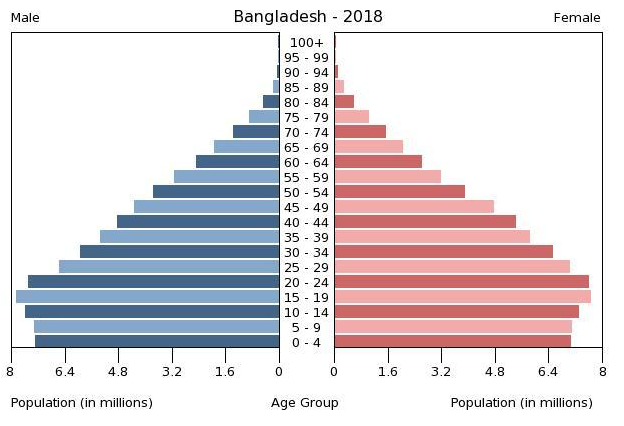 Male Bangladesh - 2018 Female
100+
95 - 99
90 - 94
85 - 89
80 - 84
75 - 79
70 - 74
65 - 69
60 - 64
55 - 59
50 - 54
45 - 49
40 - 44
35 - 39
30 - 34
25 - 29
20 - 24
15 - 19
10 - 14
5 - 9
0 - 4
8 6.4 4.8 3.2 1.6 0 0 1.6 3.2 4.8 6.4 8
Population (in millions) Age Group Population (in millions)